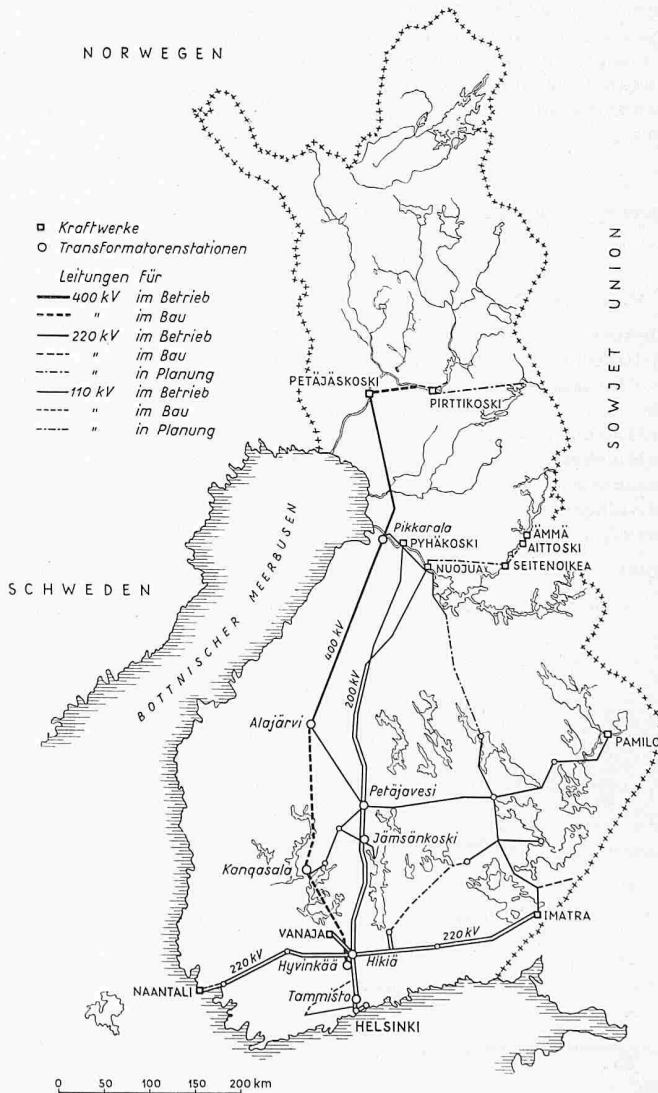 NORWEGEN
Kraftwerke
Transformatorenstationen
Leitungen für
400 kV im Betrieb
" im Bau
220 kV im Betrieb
" im Bau
" in Planung
110 kV im Betrieb
" im Bau
" in Planung
SOWJET UNION
PETÄJÄSKOSKI
PIRTTIKOSKI
SCHWEDEN
BOTTNISCHER MEERBUSEN
Pikkarala
PYHÄKOSKI
ÄMMÄ
AITTOSKI
NUOJUA
SEITENOIKEA
400 kV
200 kV
Alajärvi
PAMILO
Petäjavesi
Jämsänkoski
Kangasala
VANAJA
IMATRA
220 kV
Hyvinkää
Hikiä
220 kV
NAANTALI
Tammisto
HELSINKI
0 50 100 150 200 km